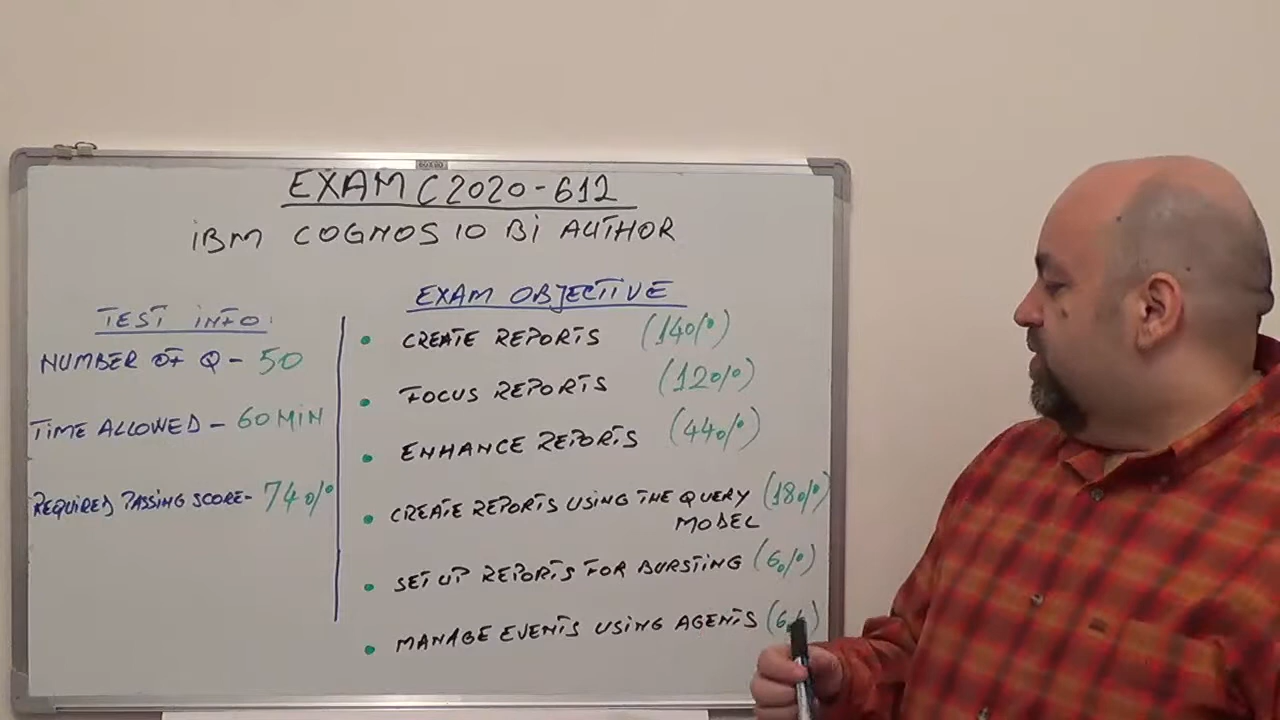 EXAM C2020-612
iBM COGNOS 10 Bi AUTHOR
TEST INFO:
NUMBER OF Q - 50
TIME ALLOWED - 60 MIN
REQUIRED PASSING SCORE - 74%
EXAM OBJECTIVE
• CREATE REPORTS (14%)
• FOCUS REPORTS (12%)
• ENHANCE REPORTS (44%)
• CREATE REPORTS USING THE QUERY (18%)
MODEL
• SET UP REPORTS FOR BURSTING (6%)
• MANAGE EVENTS USING AGENTS (6%)